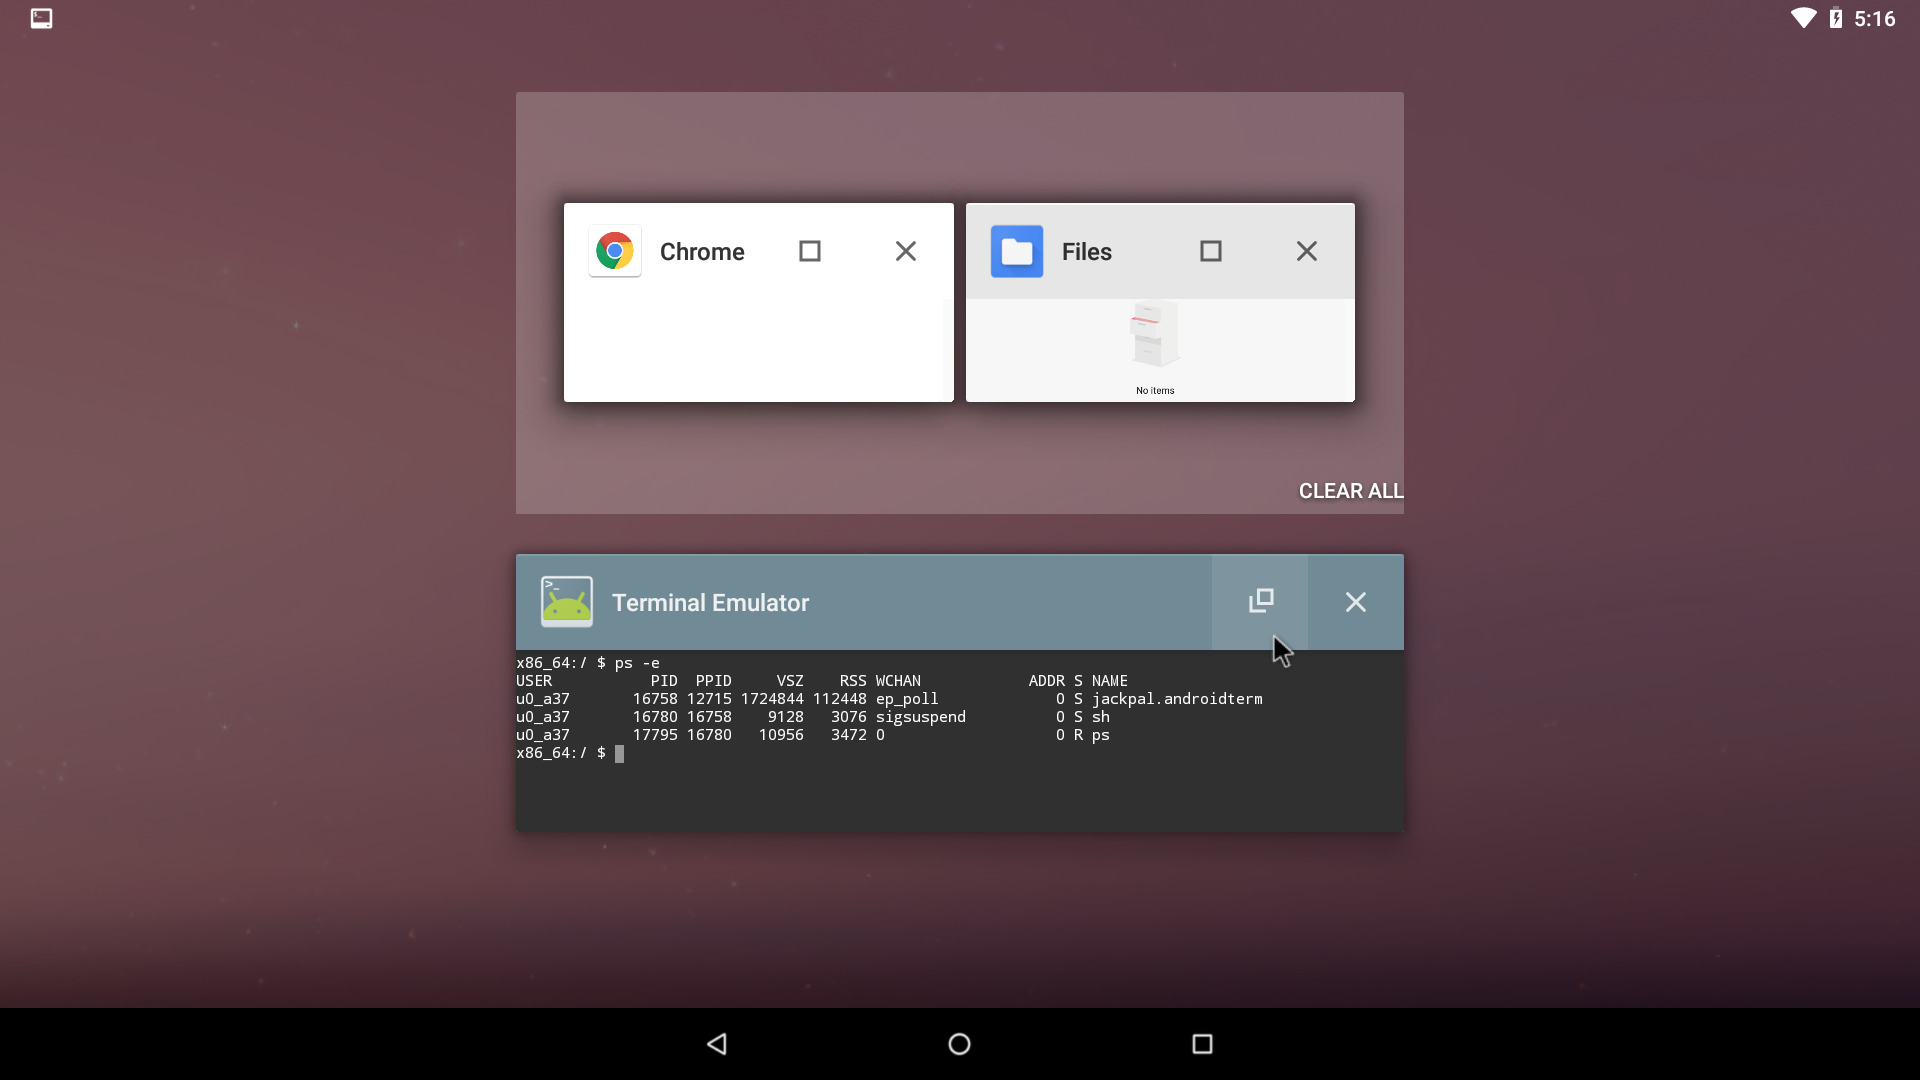 5:16
Chrome
Files
No items
CLEAR ALL
Terminal Emulator
x86_64:/ $ ps -e
USER PID PPID VSZ RSS WCHAN ADDR S NAME
u0_a37 16758 12715 1724844 112448 ep_poll 0 S jackpal.androidterm
u0_a37 16780 16758 9128 3076 sigsuspend 0 S sh
u0_a37 17795 16780 10956 3472 0 0 R ps
x86_64:/ $